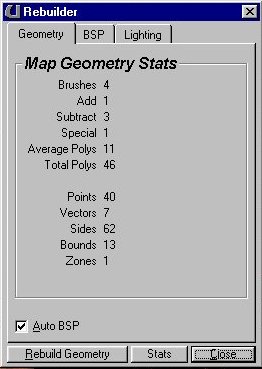 Rebuilder
Geometry BSP Lighting
Map Geometry Stats
Brushes 4
Add 1
Subtract 3
Special 1
Average Polys 11
Total Polys 46
Points 40
Vectors 7
Sides 62
Bounds 13
Zones 1
Auto BSP
Rebuild Geometry Stats Close